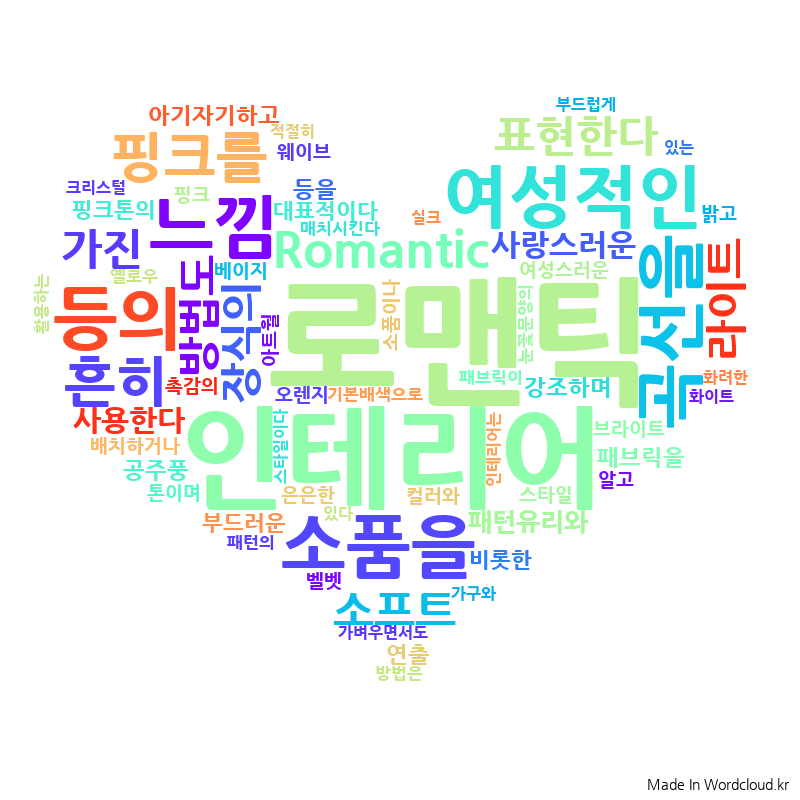 부드럽게
아기자기하고
표현한다
적절히
핑크를
있는
웨이브
여성적인
크리스털
핑크
등을
느낌
핑크톤의
대표적이다
실크
밝고
매치시킨다
가진
Romantic
사랑스러운
곡선을
라이트
방법도
베이지
여성스러운
옐로우
활용하는
등의
장식의
아트월
로맨틱
소품이나
눈꽃문양의
흔히
촉감의
오렌지
기본배색으로
패브릭이
강조하며
화려한
화이트
사용한다
인테리어
스타일이다
인테리어는
브라이트
배치하거나
패브릭을
공주풍
알고
톤이며
은은한
컬러와
스타일
있다
부드러운
소품을
패턴유리와
패턴의
비롯한
벨벳
가구와
소프트
가벼우면서도
연출
방법은
Made In Wordcloud.kr